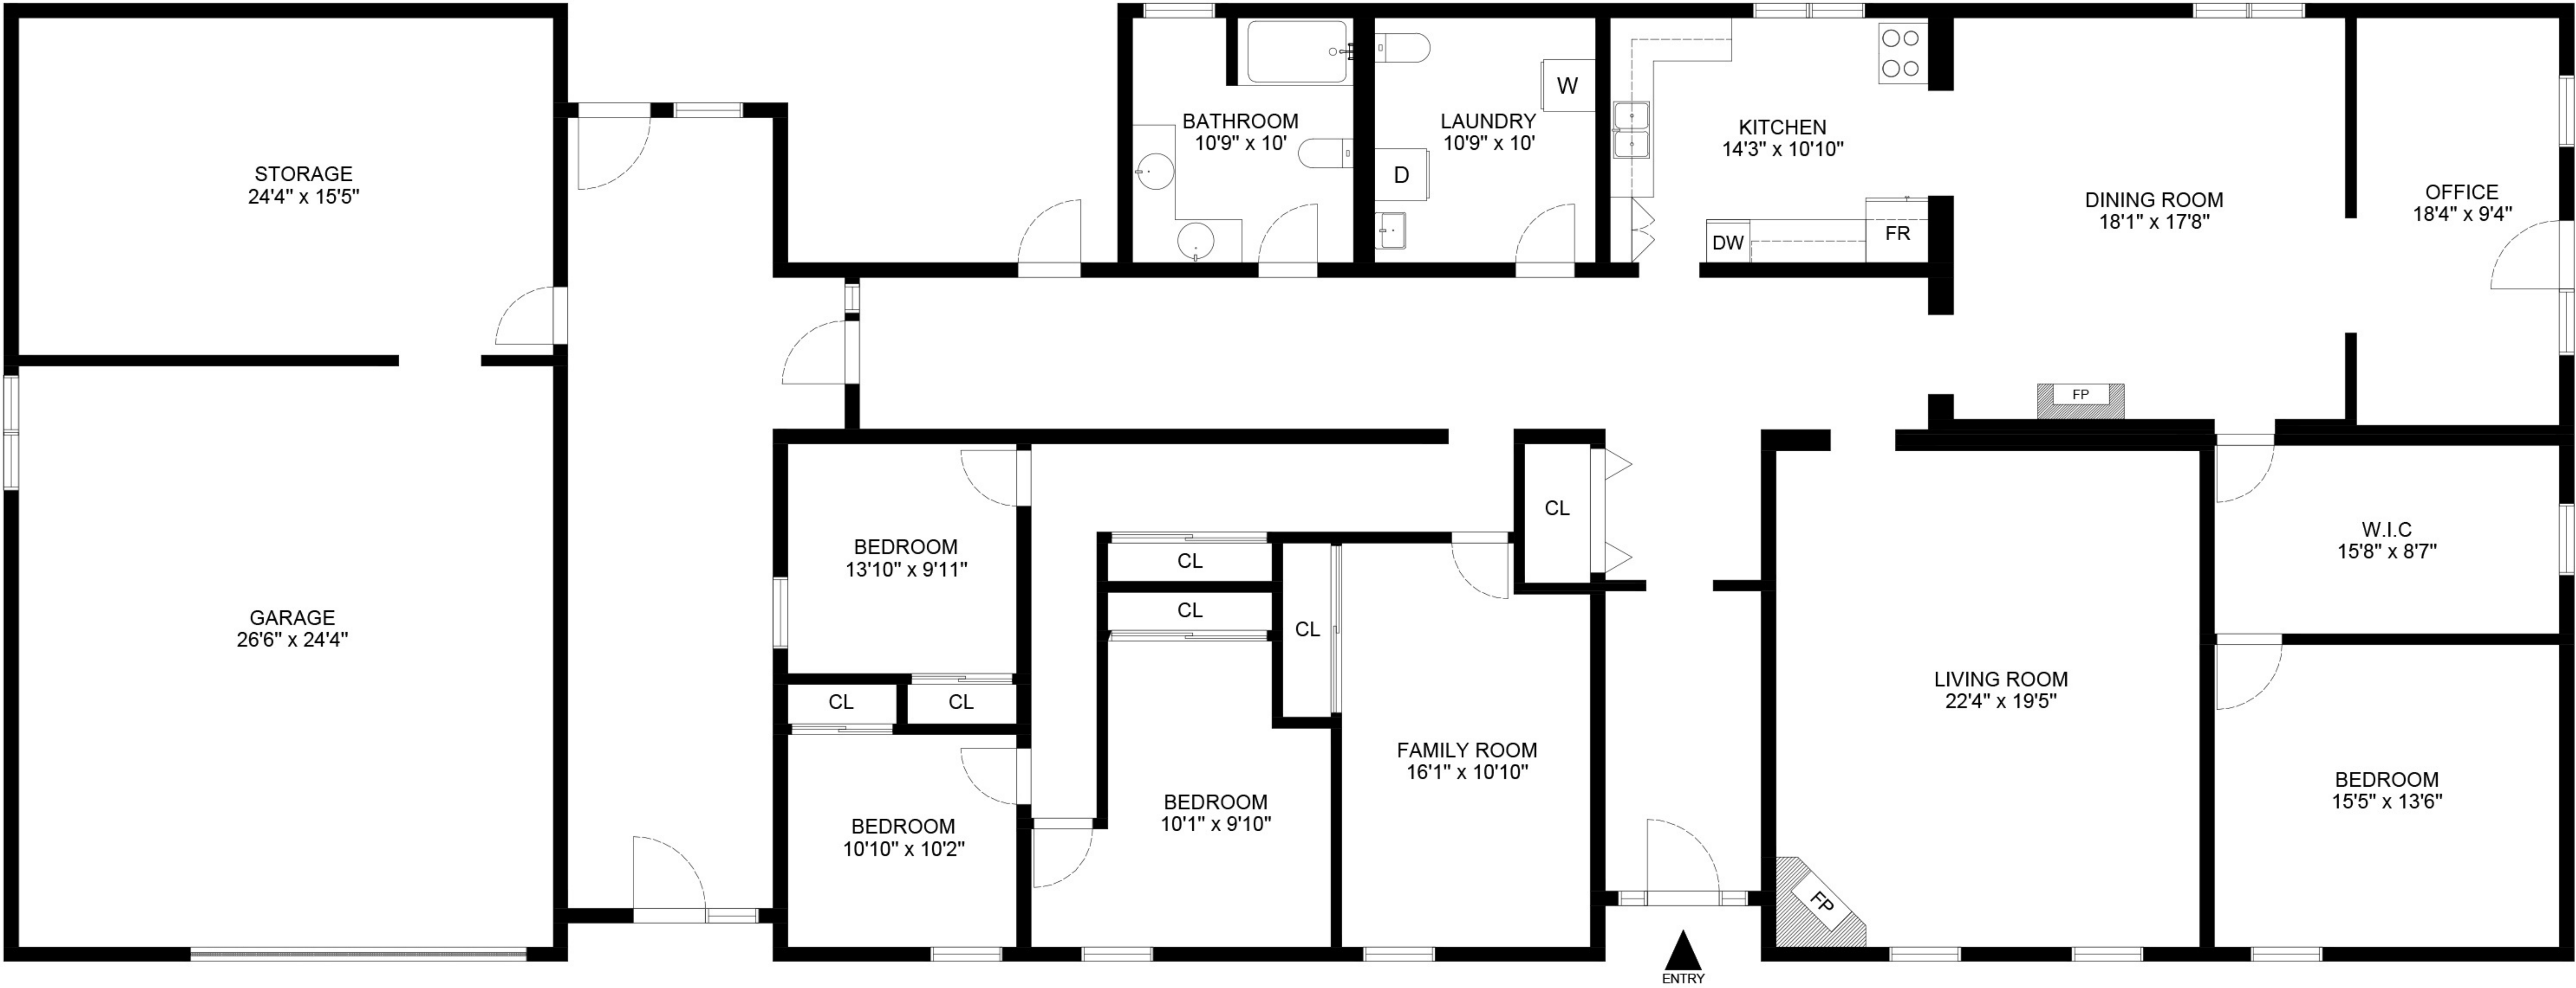 STORAGE
24'4" x 15'5"
BATHROOM
10'9" x 10'
LAUNDRY
10'9" x 10'
W
D
KITCHEN
14'3" x 10'10"
DW
FR
DINING ROOM
18'1" x 17'8"
FP
OFFICE
18'4" x 9'4"
GARAGE
26'6" x 24'4"
BEDROOM
13'10" x 9'11"
CL
CL
BEDROOM
10'10" x 10'2"
CL
CL
CL
BEDROOM
10'1" x 9'10"
CL
FAMILY ROOM
16'1" x 10'10"
LIVING ROOM
22'4" x 19'5"
FP
W.I.C
15'8" x 8'7"
BEDROOM
15'5" x 13'6"
ENTRY